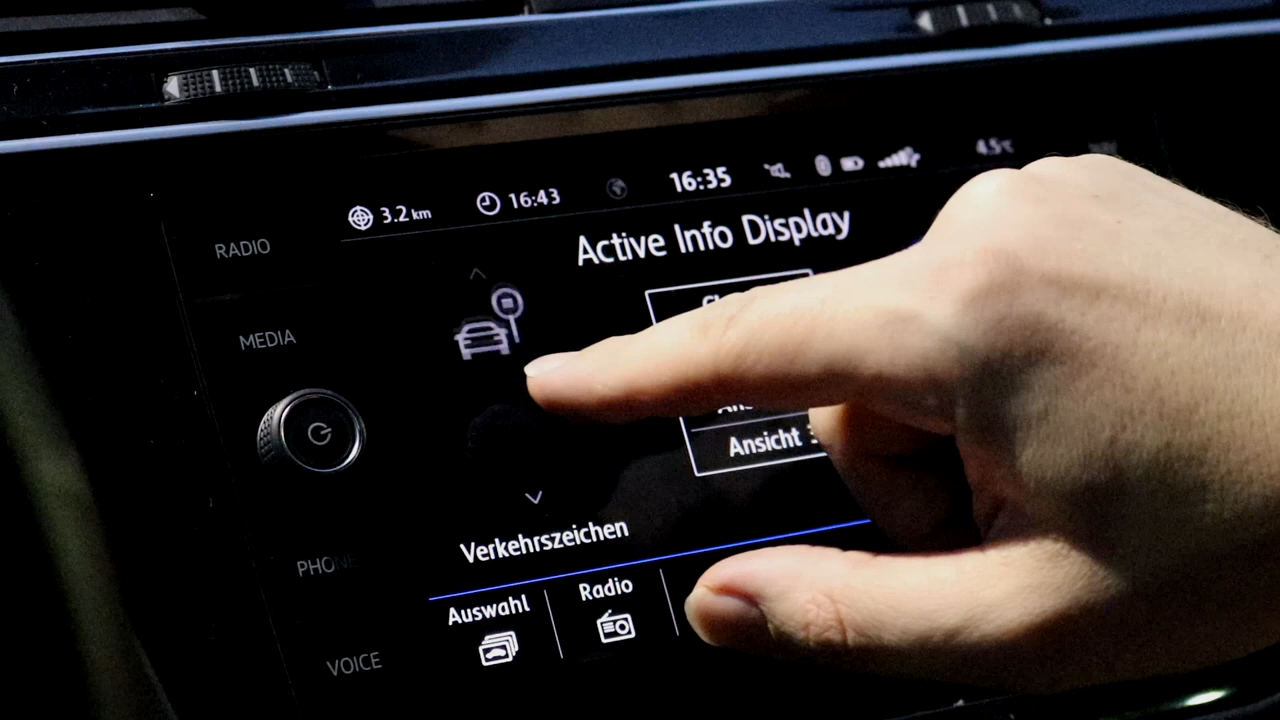 3.2 km
16:43
16:35
4.5°C
Active Info Display
RADIO
MEDIA
Ansicht
Verkehrszeichen
PHONE
Auswahl
Radio
VOICE